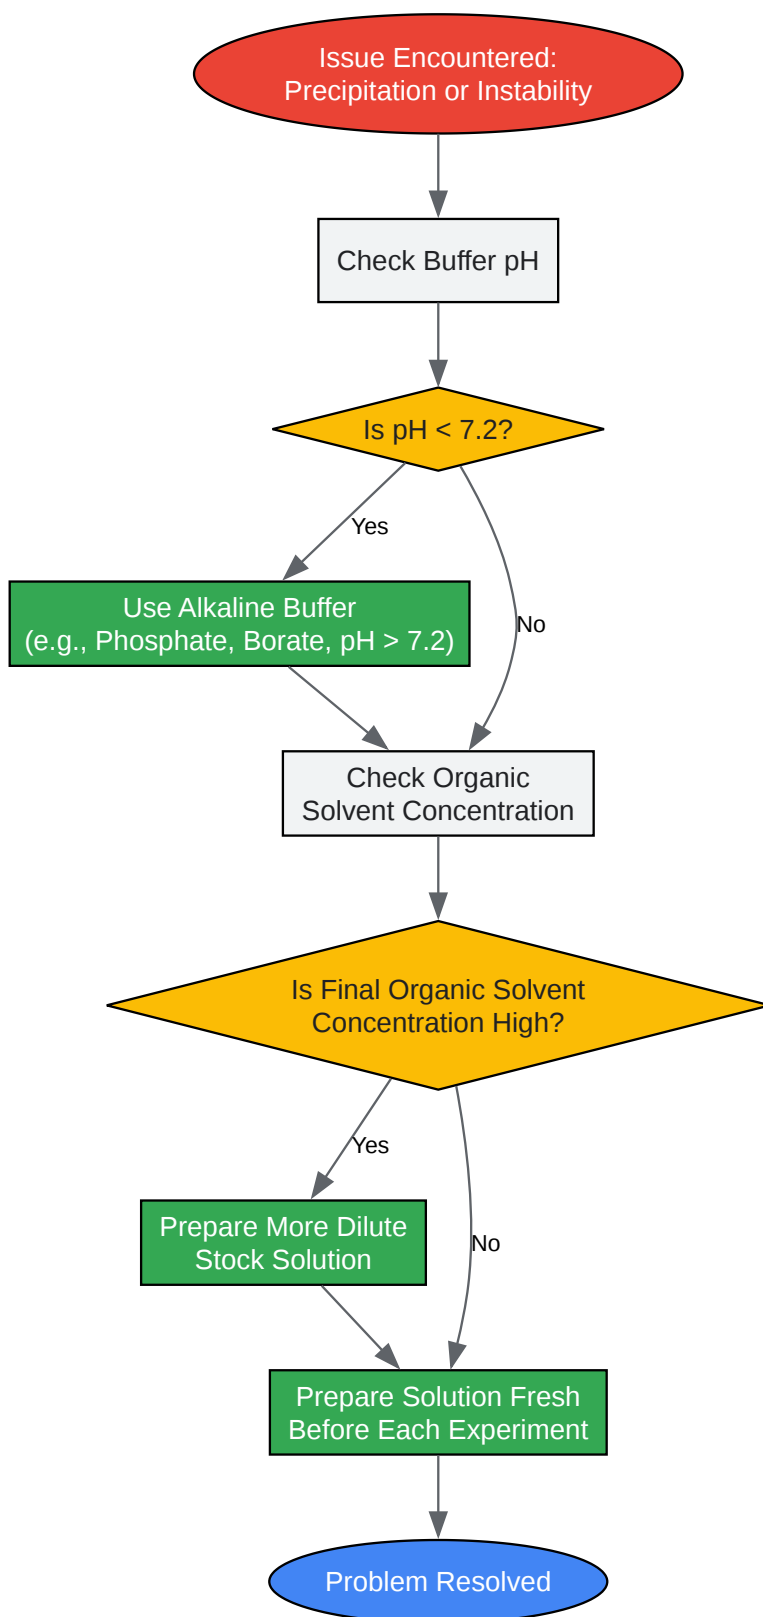 Issue Encountered:
Precipitation or Instability
Check Buffer pH
Is pH < 7.2?
Yes
Use Alkaline Buffer
(e.g., Phosphate, Borate, pH > 7.2)
No
Check Organic
Solvent Concentration
Is Final Organic Solvent
Concentration High?
Yes
Prepare More Dilute
Stock Solution
No
Prepare Solution Fresh
Before Each Experiment
Problem Resolved